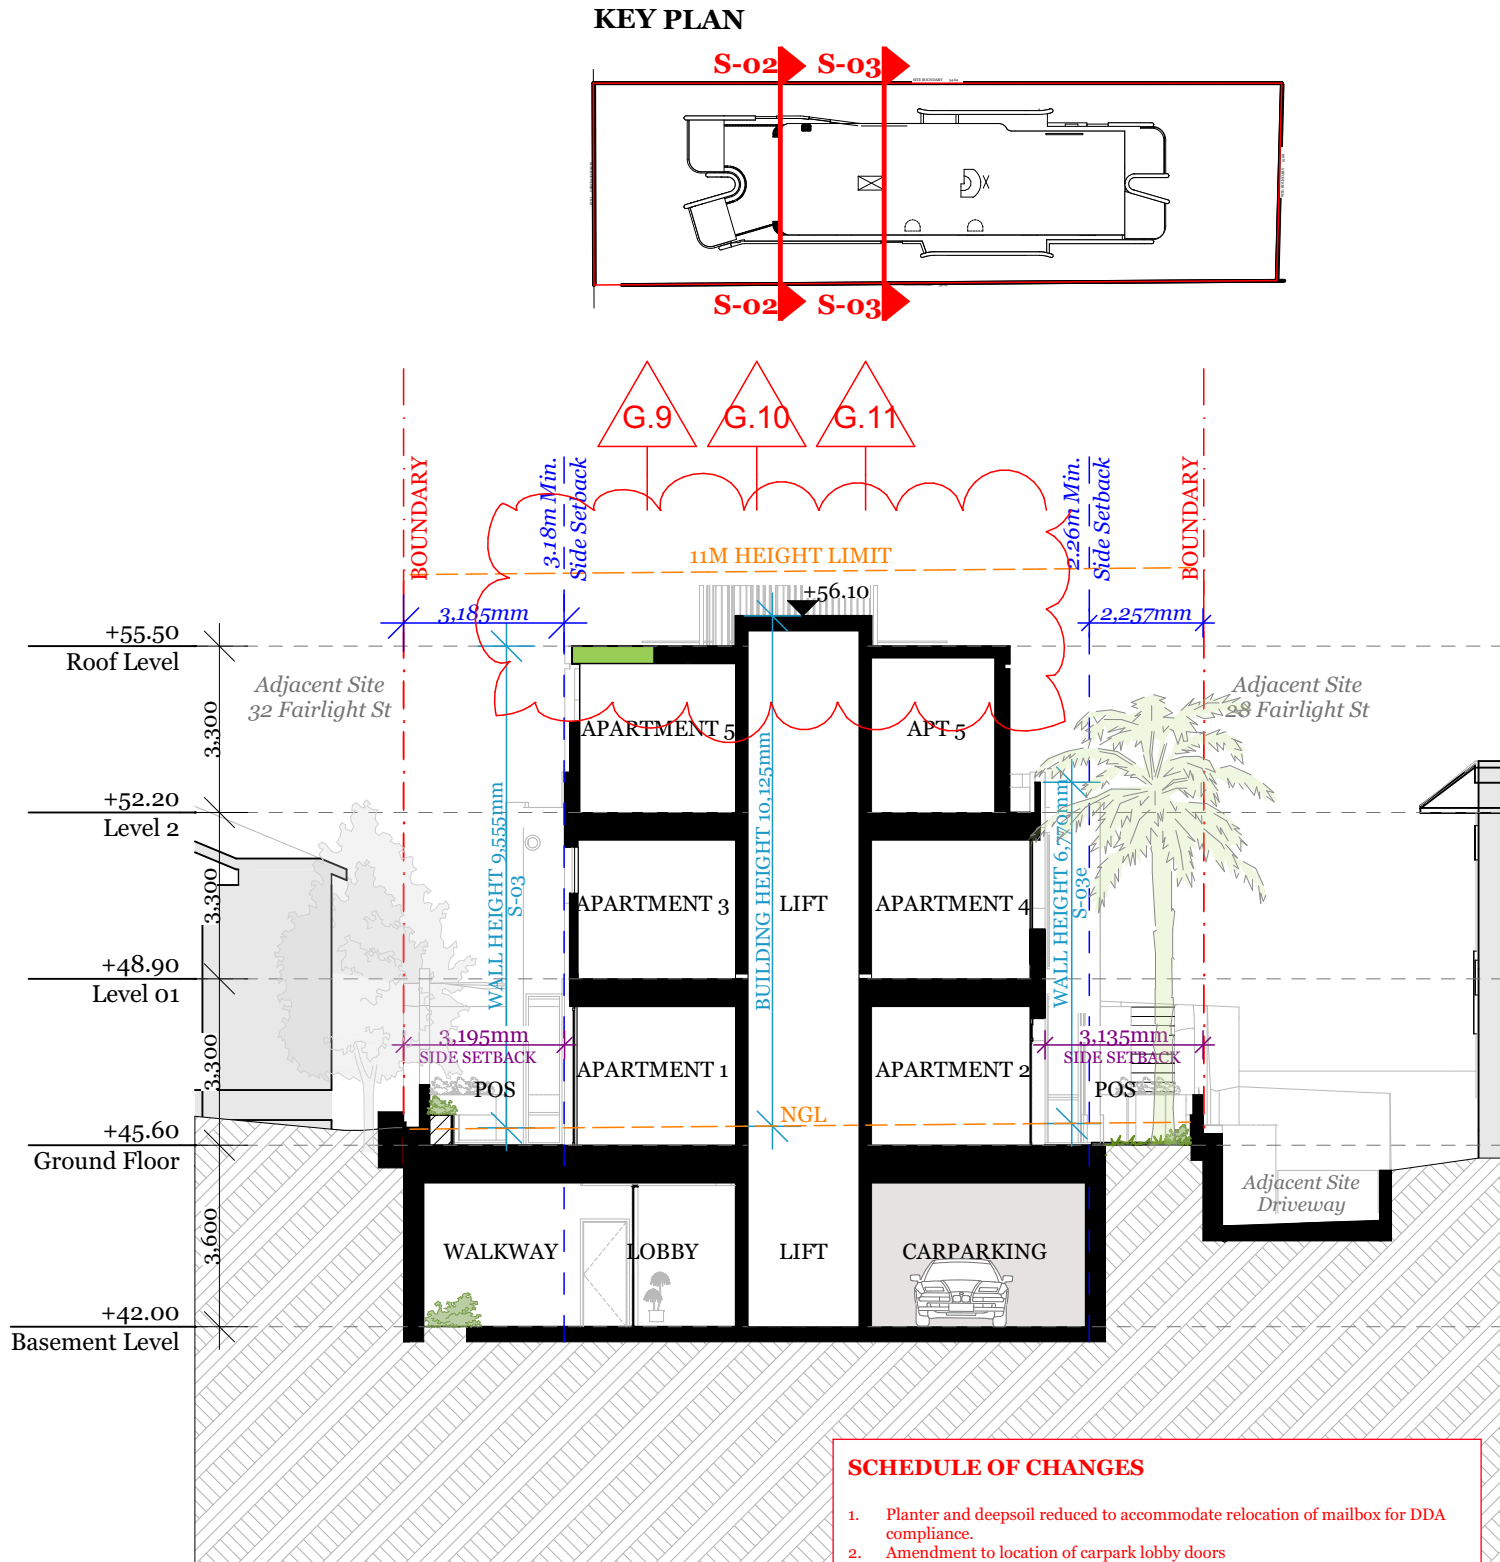 KEY PLAN
S-02
S-03
S-02
S-03
G.9
G.10
G.11
BOUNDARY
3.18m Min.
Side Setback
2.26m Min.
Side Setback
BOUNDARY
11M HEIGHT LIMIT
+56.10
3,185mm
2,257mm
+55.50
Roof Level
Adjacent Site
32 Fairlight St
Adjacent Site
28 Fairlight St
3,300
APARTMENT 5
APT 5
+52.20
Level 2
WALL HEIGHT 9,555mm
S-03
BUILDING HEIGHT 10,125mm
WALL HEIGHT 6,770mm
S-03e
3,300
APARTMENT 3
LIFT
APARTMENT 4
+48.90
Level 01
3,195mm
SIDE SETBACK
3,135mm
SIDE SETBACK
3,300
POS
APARTMENT 1
APARTMENT 2
POS
NGL
+45.60
Ground Floor
Adjacent Site
Driveway
3,600
WALKWAY
LOBBY
LIFT
CARPARKING
+42.00
Basement Level
SCHEDULE OF CHANGES
1. Planter and deepsoil reduced to accommodate relocation of mailbox for DDA
compliance.
2. Amendment to location of carpark lobby doors